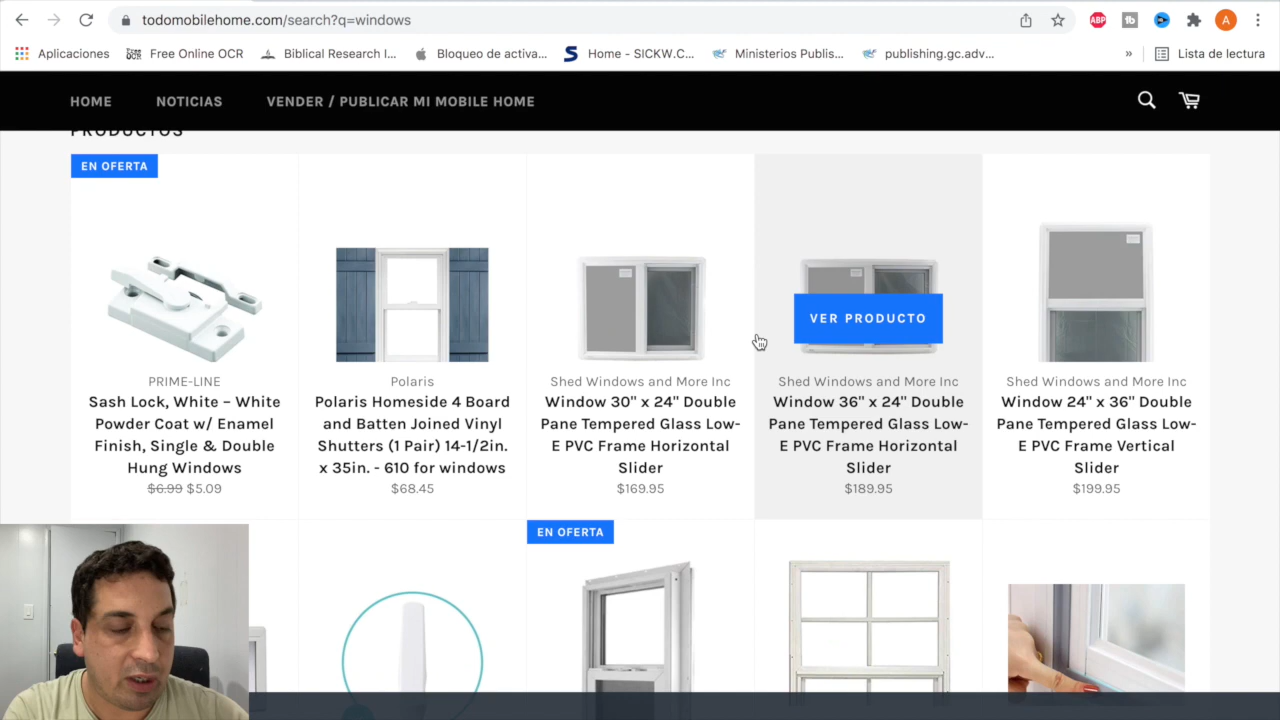 todomobilehome.com/search?q=windows
ABP
A
Aplicaciones
Free Online OCR
Biblical Research I...
Bloqueo de activa...
Home - SICKW.C...
Ministerios Publis...
publishing.gc.adv...
»
Lista de lectura
HOME
NOTICIAS
VENDER / PUBLICAR MI MOBILE HOME
PRODUCTOS
EN OFERTA
PRIME-LINE
Sash Lock, White – White
Powder Coat w/ Enamel
Finish, Single & Double
Hung Windows
$6.99 $5.09
Polaris
Polaris Homeside 4 Board
and Batten Joined Vinyl
Shutters (1 Pair) 14-1/2in.
x 35in. - 610 for windows
$68.45
Shed Windows and More Inc
Window 30" x 24" Double
Pane Tempered Glass Low-
E PVC Frame Horizontal
Slider
$169.95
VER PRODUCTO
Shed Windows and More Inc
Window 36" x 24" Double
Pane Tempered Glass Low-
E PVC Frame Horizontal
Slider
$189.95
Shed Windows and More Inc
Window 24" x 36" Double
Pane Tempered Glass Low-
E PVC Frame Vertical
Slider
$199.95
EN OFERTA